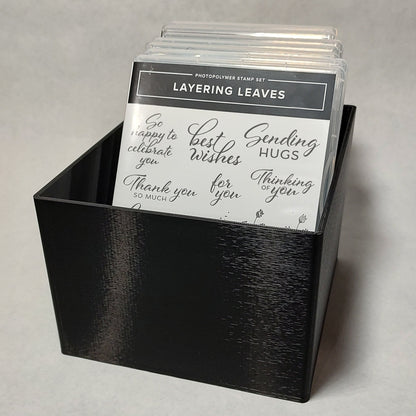 PHOTOPOLYMER STAMP SET
LAYERING LEAVES
So
happy to
celebrate
you
best
wishes
Sending
HUGS
Thank you
SO MUCH
for
you
Thinking
OF you